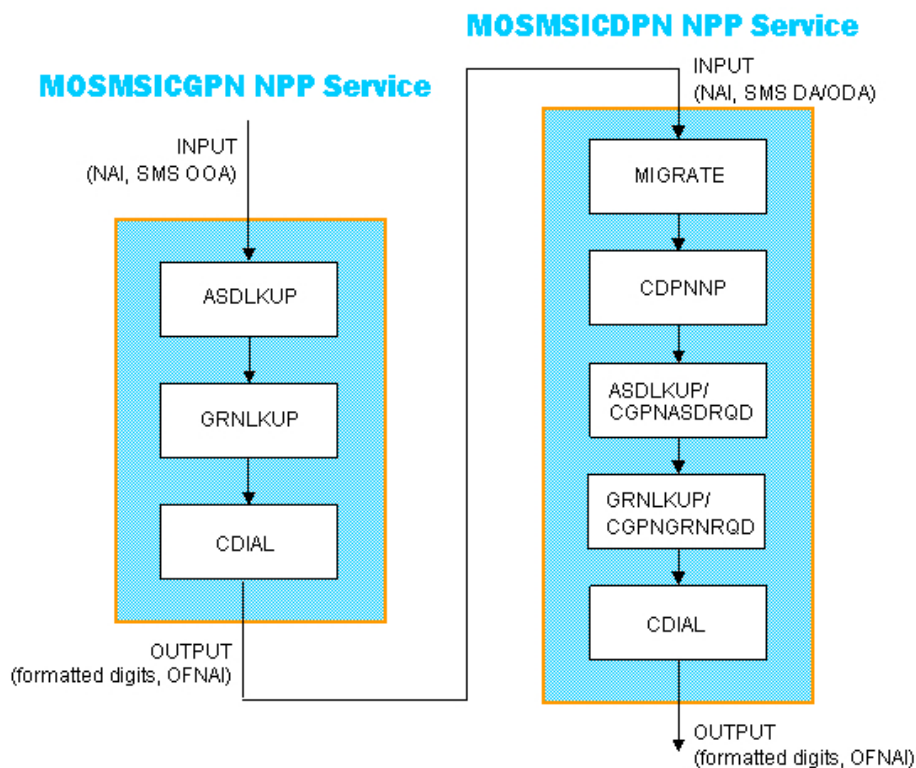 MOSMSICGPN NPP Service
INPUT
(NAI, SMS OOA)
ASDLKUP
GRNLKUP
CDIAL
OUTPUT
(formatted digits, OFNAI)
MOSMSICDPN NPP Service
INPUT
(NAI, SMS DA/ODA)
MIGRATE
CDPNNP
ASDLKUP/
CGPNASDRQD
GRNLKUP/
CGPNGRNRQD
CDIAL
OUTPUT
(formatted digits, OFNAI)